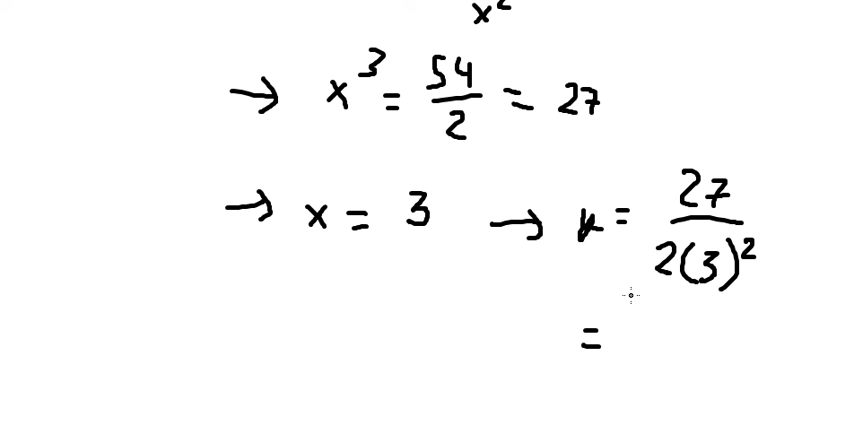 x²
→ x³ = 54/2 = 27
→ x = 3 → y = 27/2(3)²
=